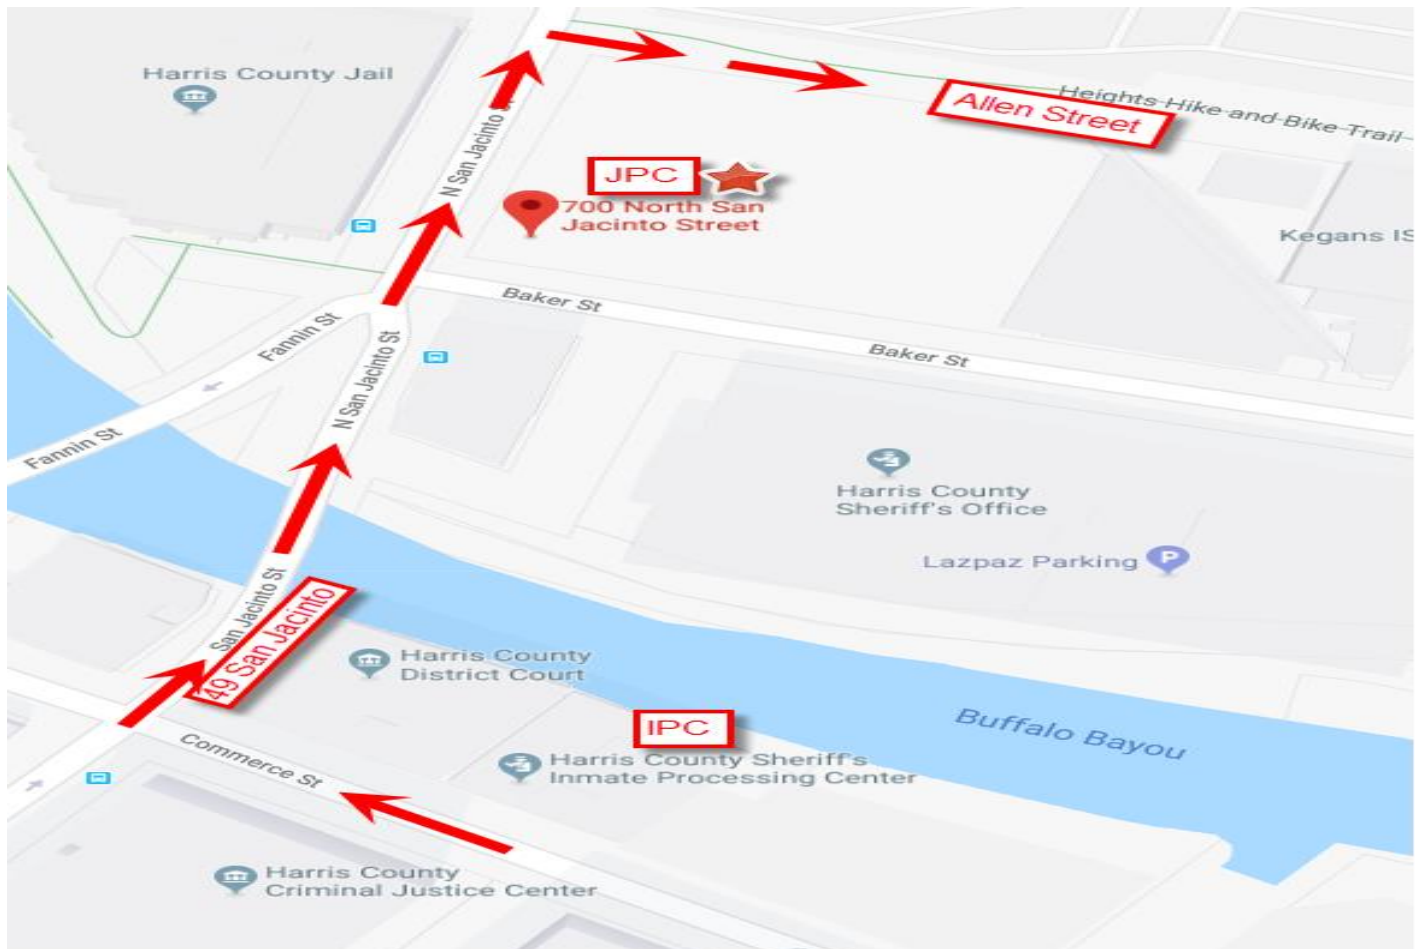 Harris County Jail
N San Jacinto St
Allen Street
Heights Hike and Bike Trail
JPC
700 North San
Jacinto Street
Kegans IS
Baker St
Baker St
Fannin St
N San Jacinto St
Fannin St
Harris County
Sheriff's Office
Lazpaz Parking
P
San Jacinto St
49 San Jacinto
Harris County
District Court
Buffalo Bayou
IPC
Harris County Sheriff's
Inmate Processing Center
Commerce St
Harris County
Criminal Justice Center